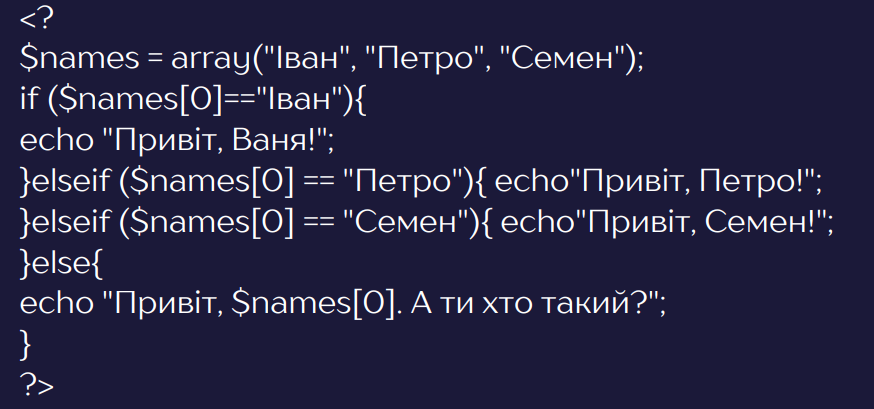 <?
$names = array("Іван", "Петро", "Семен");
if ($names[0]=="Іван"){
echo "Привіт, Ваня!";
}elseif ($names[0] == "Петро"){ echo"Привіт, Петро!";
}elseif ($names[0] == "Семен"){ echo"Привіт, Семен!";
}else{
echo "Привіт, $names[0]. А ти хто такий?";
}
?>